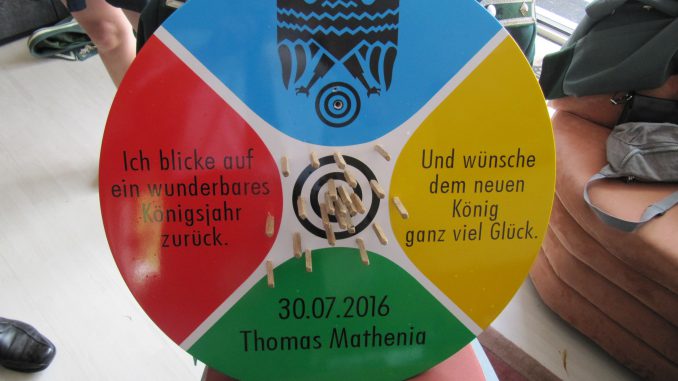 Ich blicke auf
ein wunderbares
Königsjahr
zurück.
Und wünsche
dem neuen
König
ganz viel Glück.
30.07.2016
Thomas Mathenia